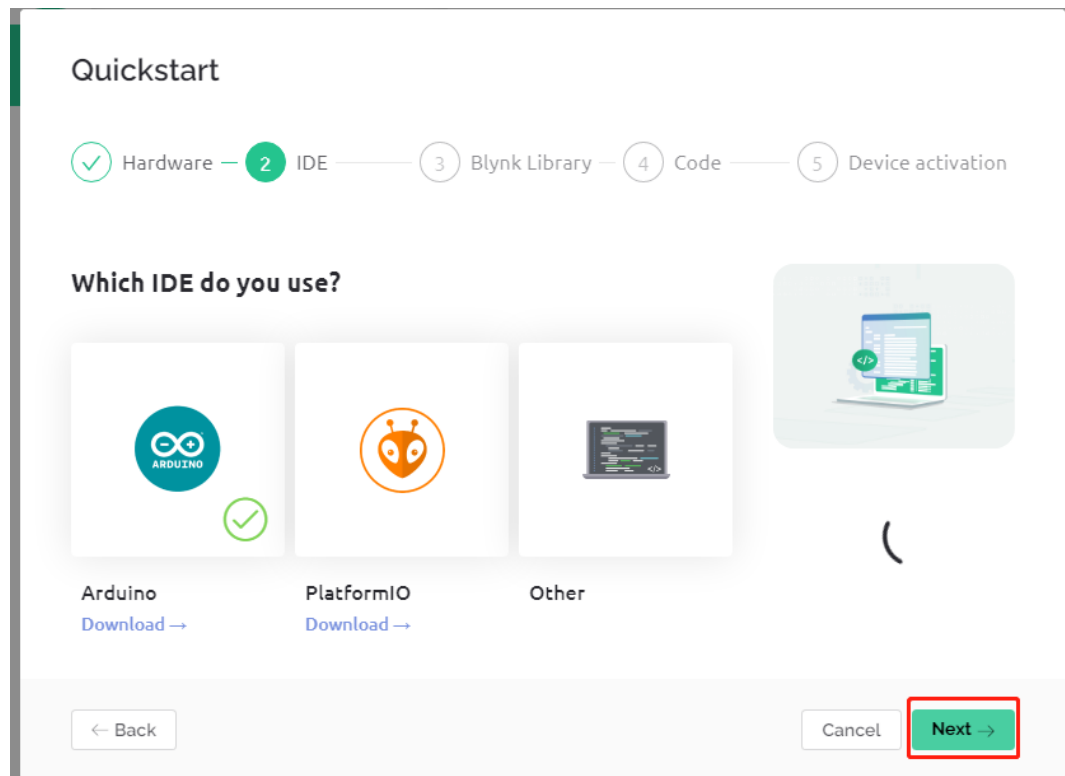 Quickstart
Hardware 2 IDE 3 Blynk Library 4 Code 5 Device activation
Which IDE do you use?
ARDUINO
</>
</>
Arduino PlatformIO Other
Download → Download →
← Back Cancel Next →